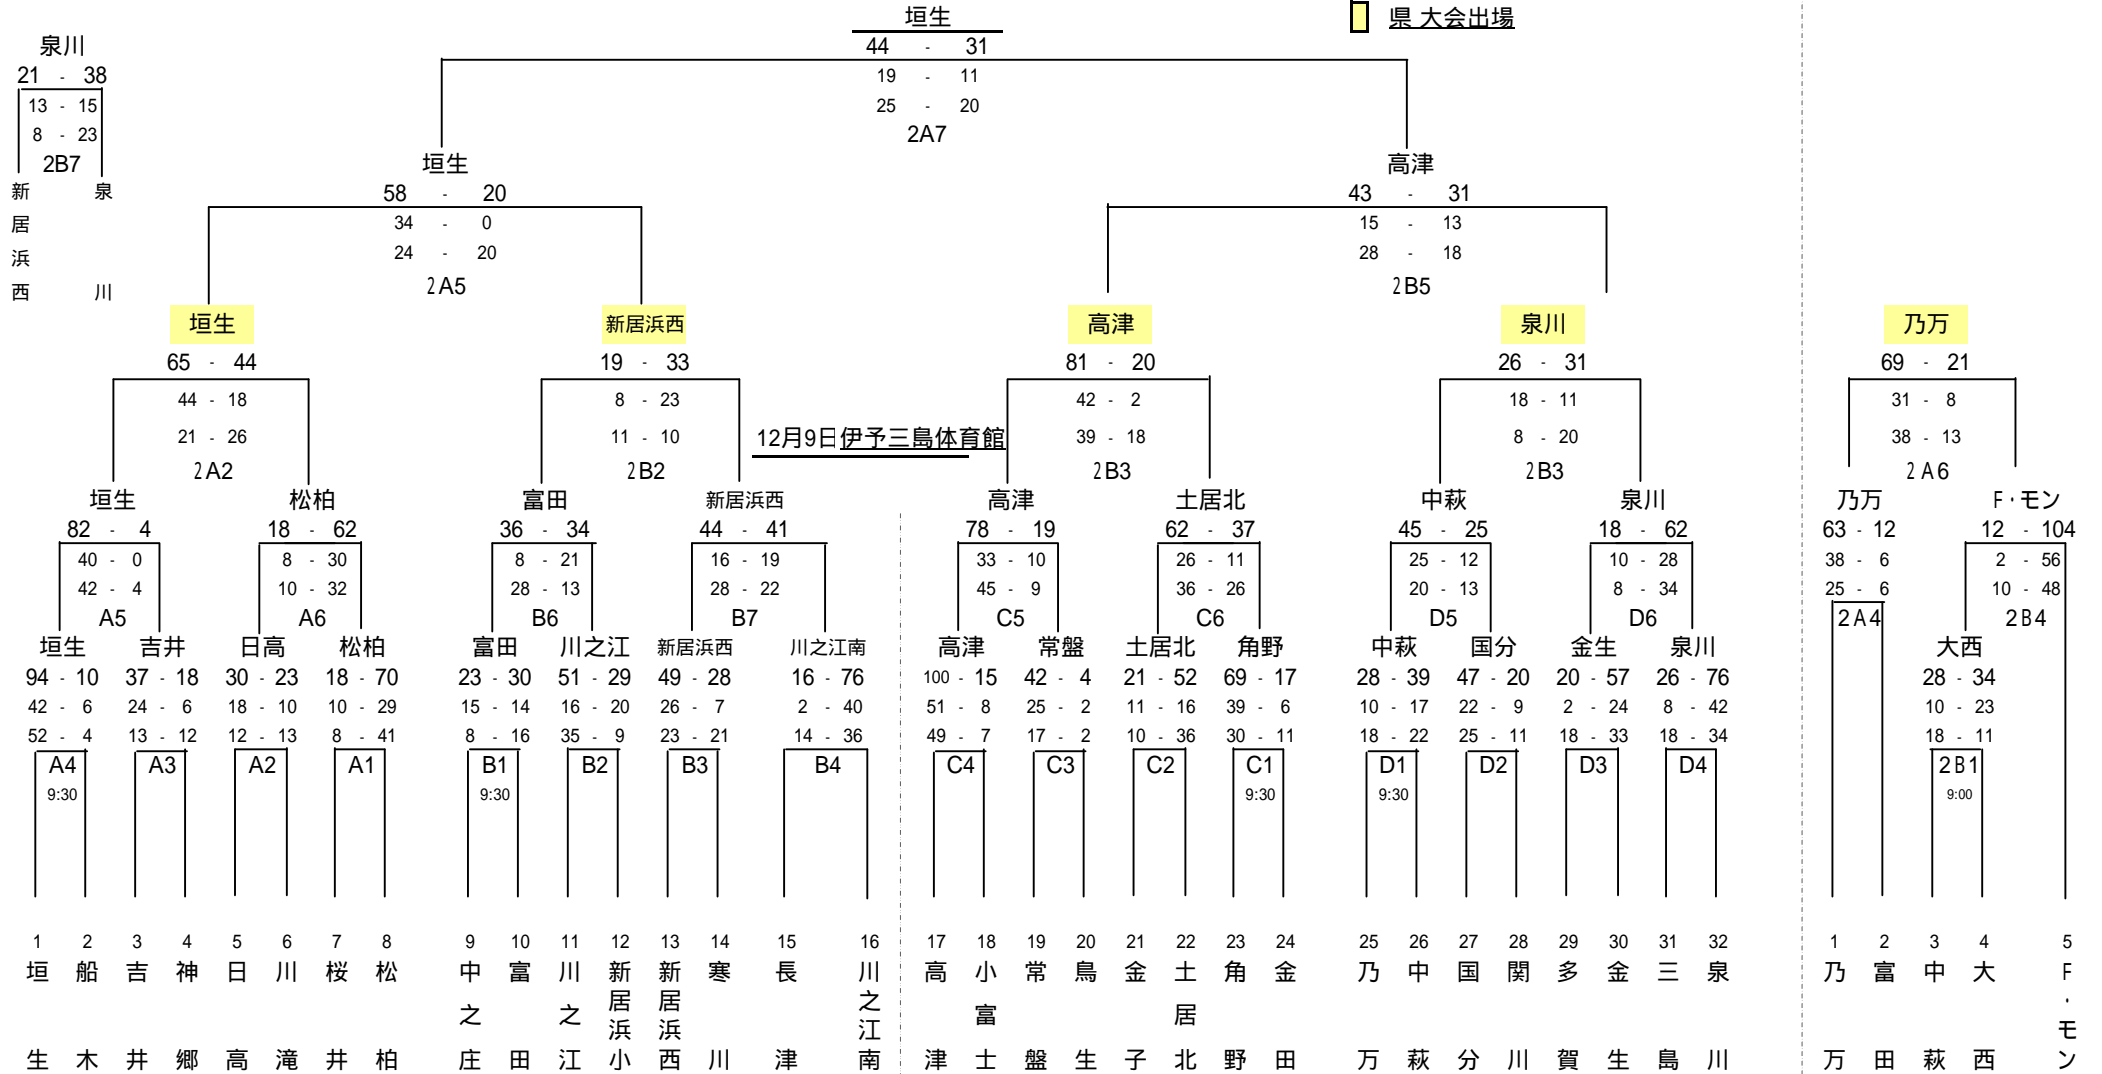 垣生
県 大会出場
泉川
44 - 31
21 - 38
19 - 11
13 - 15
25 - 20
8 - 23
2A7
2B7
垣生 高津
新居浜西 泉川
58 - 20 43 - 31
34 - 0 15 - 13
24 - 20 28 - 18
2A5 2B5
垣生 新居浜西 高津 泉川 乃万
65 - 44 19 - 33 81 - 20 26 - 31 69 - 21
44 - 18 8 - 23 42 - 2 18 - 11 31 - 8
21 - 26 11 - 10 39 - 18 8 - 20 38 - 13
12月9日 伊予三島体育館
2A2 2B2 2B3 2B3 2A6
垣生 松柏 富田 新居浜西 高津 土居北 中萩 泉川 乃万 F・モン
82 - 4 18 - 62 36 - 34 44 - 41 78 - 19 62 - 37 45 - 25 18 - 62 63 - 12 12 - 104
40 - 0 8 - 30 8 - 21 16 - 19 33 - 10 26 - 11 25 - 12 10 - 28 38 - 6 2 - 56
42 - 4 10 - 32 28 - 13 28 - 22 45 - 9 36 - 26 20 - 13 8 - 34 25 - 6 10 - 48
A5 A6 B6 B7 C5 C6 D5 D6 2A4 2B4
垣生 吉井 日高 松柏 富田 川之江 新居浜西 川之江南 高津 常盤 土居北 角野 中萩 国分 金生 泉川 大西
94 - 10 37 - 18 30 - 23 18 - 70 23 - 30 51 - 29 49 - 28 16 - 76 100 - 15 42 - 4 21 - 52 69 - 17 28 - 39 47 - 20 20 - 57 26 - 76 28 - 34
42 - 6 24 - 6 18 - 10 10 - 29 15 - 14 16 - 20 26 - 7 2 - 40 51 - 8 25 - 2 11 - 16 39 - 6 10 - 17 22 - 9 2 - 24 8 - 42 10 - 23
52 - 4 13 - 12 12 - 13 8 - 41 8 - 16 35 - 9 23 - 21 14 - 36 49 - 7 17 - 2 10 - 36 30 - 11 18 - 22 25 - 11 18 - 33 18 - 34 18 - 11
A4 A3 A2 A1 B1 B2 B3 B4 C4 C3 C2 C1 D1 D2 D3 D4 2B1
9:30 9:30 9:30 9:30 9:00
1 2 3 4 5 6 7 8 9 10 11 12 13 14 15 16 17 18 19 20 21 22 23 24 25 26 27 28 29 30 31 32 1 2 3 4 5
垣生 船木 吉井 神郷 日高 川滝 桜井 松柏 中之庄 富田 川之江 新居浜小 新居浜西 寒川 長津 川之江南 高津 小富士 常盤 鳥生 金子 土居北 角野 金田 乃万 中萩 国分 関川 多賀 金生 三島 泉川 乃万 富田 中萩 大西 F・モン